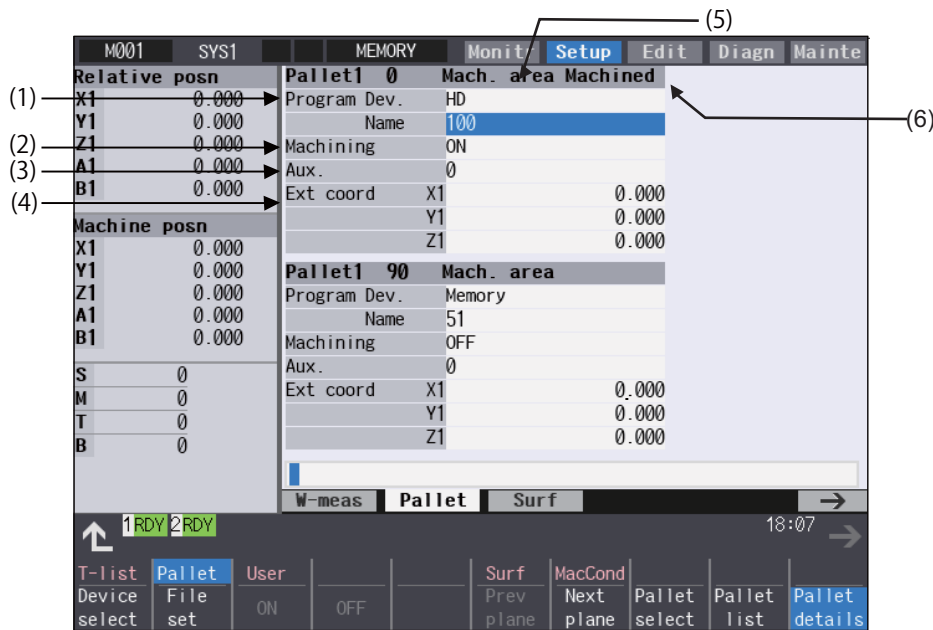 (5)
M001 SYS1 MEMORY Monitr Setup Edit Diagn Mainte
Relative posn
X1 0.000
Y1 0.000
Z1 0.000
A1 0.000
B1 0.000
Machine posn
X1 0.000
Y1 0.000
Z1 0.000
A1 0.000
B1 0.000
S 0
M 0
T 0
B 0
(1)
(2)
(3)
(4)
Pallet1 0 Mach. area Machined
(6)
Program Dev. HD
Name 100
Machining ON
Aux. 0
Ext coord X1 0.000
Y1 0.000
Z1 0.000
Pallet1 90 Mach. area
Program Dev. Memory
Name 51
Machining OFF
Aux. 0
Ext coord X1 0.000
Y1 0.000
Z1 0.000
W-meas Pallet Surf →
1 RDY 2 RDY 18:07
T-list Pallet User Surf MacCond
Device File ON OFF Prev Next Pallet Pallet Pallet
select set plane plane select list details